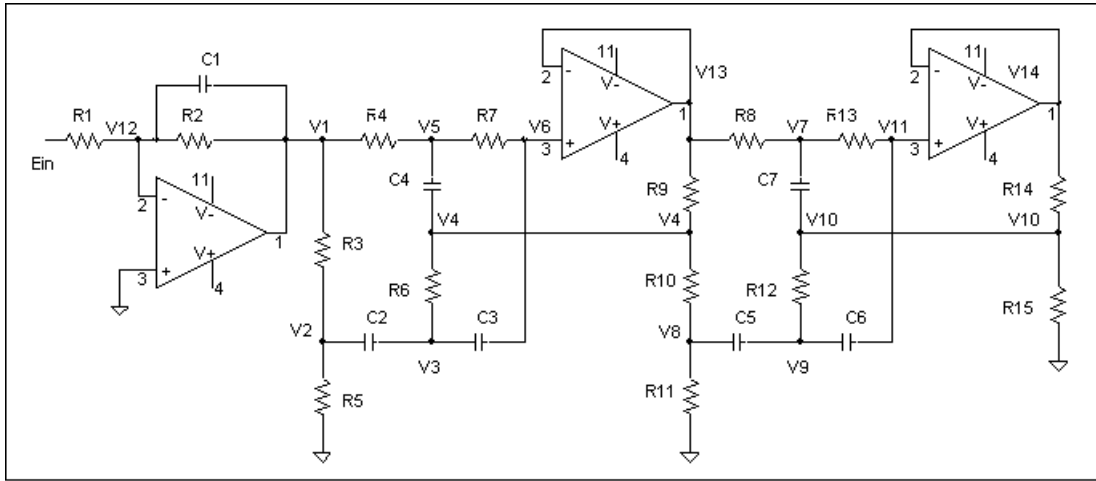 C1
R1
V12
R2
V1
R4
V5
R7
V6
2
-
11
V-
V+
3
+
4
1
V13
R8
V7
R13
V11
2
-
11
V-
V+
3
+
4
1
V14
Ein
2
-
11
V-
V+
3
+
4
1
C4
R9
C7
R14
V4
V4
V10
V10
R3
R6
R10
R12
R15
V2
C2
C3
V3
V8
C5
C6
V9
R5
R11